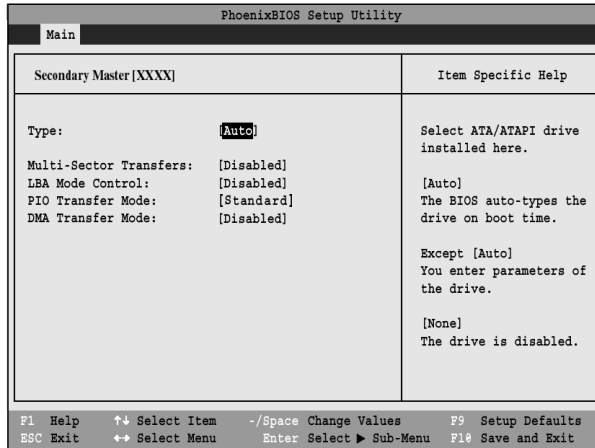 PhoenixBIOS Setup Utility
Main
Secondary Master [XXXX]
Item Specific Help
Type: [Auto]
Multi-Sector Transfers: [Disabled]
LBA Mode Control: [Disabled]
PIO Transfer Mode: [Standard]
DMA Transfer Mode: [Disabled]
Select ATA/ATAPI drive
installed here.
[Auto]
The BIOS auto-types the
drive on boot time.
Except [Auto]
You enter parameters of
the drive.
[None]
The drive is disabled.
F1 Help ↑↓ Select Item -/Space Change Values F9 Setup Defaults
ESC Exit ←→ Select Menu Enter Select ▶ Sub-Menu F10 Save and Exit